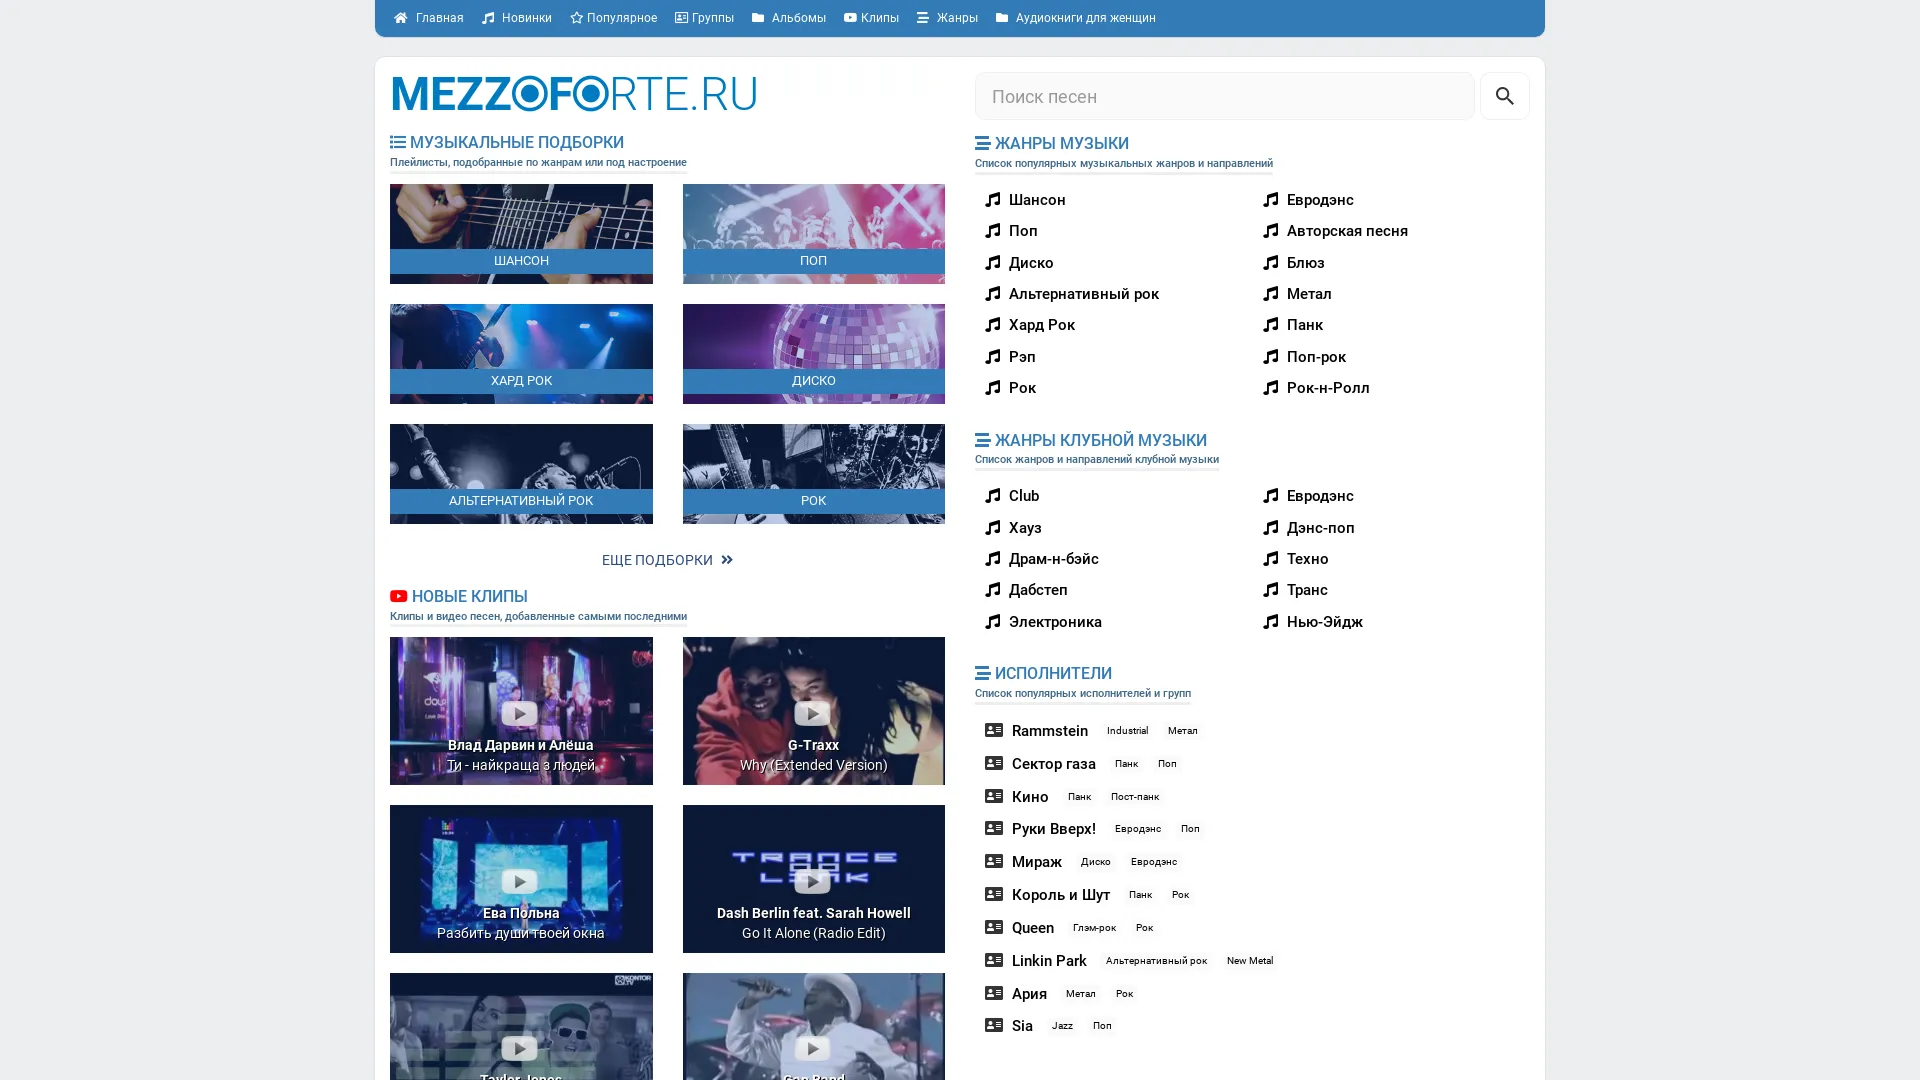 Главная Новинки Популярное Группы Альбомы Клипы Жанры Аудиокниги для женщин
MEZZOFORTE.RU
Поиск песен
МУЗЫКАЛЬНЫЕ ПОДБОРКИ
Плейлисты, подобранные по жанрам или под настроение
ШАНСОН
ПОП
ХАРД РОК
ДИСКО
АЛЬТЕРНАТИВНЫЙ РОК
РОК
ЕЩЕ ПОДБОРКИ
НОВЫЕ КЛИПЫ
Клипы и видео песен, добавленные самыми последними
Влад Дарвин и Алёша
Ти - найкраща з людей
G-Traxx
Why (Extended Version)
Ева Польна
Разбить души твоей окна
TRANCE
LINK
Dash Berlin feat. Sarah Howell
Go It Alone (Radio Edit)
KONTOR
Taylor Jones
Gap Band
ЖАНРЫ МУЗЫКИ
Список популярных музыкальных жанров и направлений
Шансон
Поп
Диско
Альтернативный рок
Хард Рок
Рэп
Рок
Евродэнс
Авторская песня
Блюз
Метал
Панк
Поп-рок
Рок-н-Ролл
ЖАНРЫ КЛУБНОЙ МУЗЫКИ
Список жанров и направлений клубной музыки
Club
Хауз
Драм-н-бэйс
Дабстеп
Электроника
Евродэнс
Дэнс-поп
Техно
Транс
Нью-Эйдж
ИСПОЛНИТЕЛИ
Список популярных исполнителей и групп
Rammstein Industrial Метал
Сектор газа Панк Поп
Кино Панк Пост-панк
Руки Вверх! Евродэнс Поп
Мираж Диско Евродэнс
Король и Шут Панк Рок
Queen Глэм-рок Рок
Linkin Park Альтернативный рок New Metal
Ария Метал Рок
Sia Jazz Поп